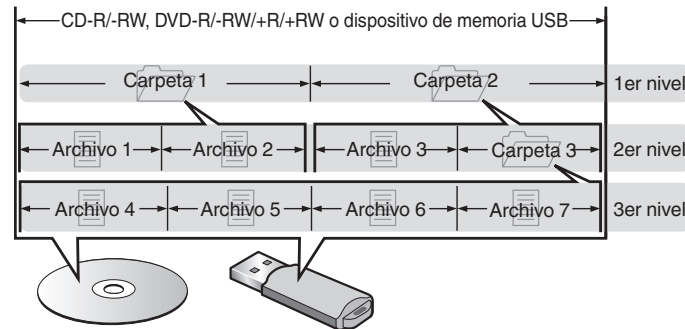 CD-R/-RW, DVD-R/-RW/+R/+RW o dispositivo de memoria USB
Carpeta 1 Carpeta 2 1er nivel
Archivo 1 Archivo 2 Archivo 3 Carpeta 3 2er nivel
Archivo 4 Archivo 5 Archivo 6 Archivo 7 3er nivel